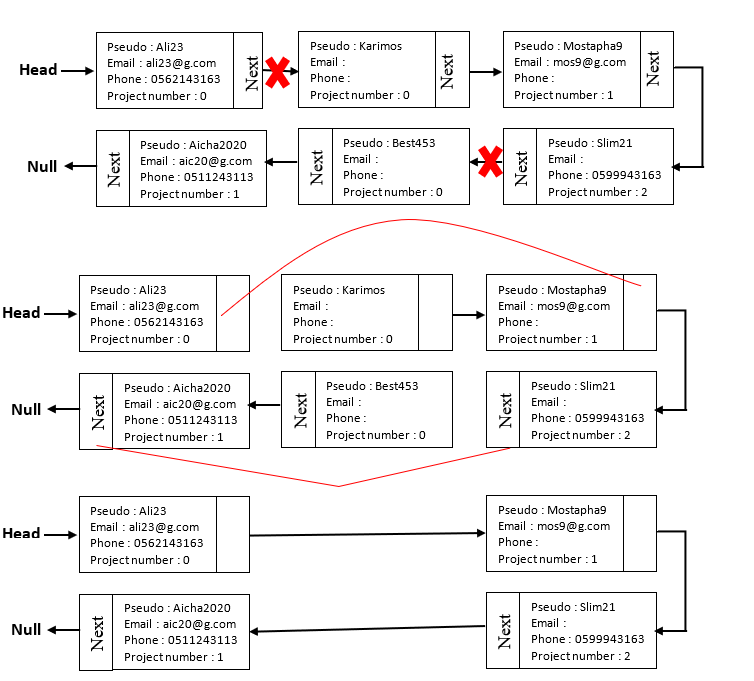 Head
Pseudo : Ali23
Email : ali23@g.com
Phone : 0562143163
Project number : 0
Next
Pseudo : Karimos
Email :
Phone :
Project number : 0
Next
Pseudo : Mostapha9
Email : mos9@g.com
Phone :
Project number : 1
Next
Null
Next
Pseudo : Aicha2020
Email : aic20@g.com
Phone : 0511243113
Project number : 1
Next
Pseudo : Best453
Email :
Phone :
Project number : 0
Next
Pseudo : Slim21
Email :
Phone : 0599943163
Project number : 2
Head
Pseudo : Ali23
Email : ali23@g.com
Phone : 0562143163
Project number : 0
Pseudo : Karimos
Email :
Phone :
Project number : 0
Pseudo : Mostapha9
Email : mos9@g.com
Phone :
Project number : 1
Null
Next
Pseudo : Aicha2020
Email : aic20@g.com
Phone : 0511243113
Project number : 1
Next
Pseudo : Best453
Email :
Phone :
Project number : 0
Next
Pseudo : Slim21
Email :
Phone : 0599943163
Project number : 2
Head
Pseudo : Ali23
Email : ali23@g.com
Phone : 0562143163
Project number : 0
Pseudo : Mostapha9
Email : mos9@g.com
Phone :
Project number : 1
Null
Next
Pseudo : Aicha2020
Email : aic20@g.com
Phone : 0511243113
Project number : 1
Next
Pseudo : Slim21
Email :
Phone : 0599943163
Project number : 2